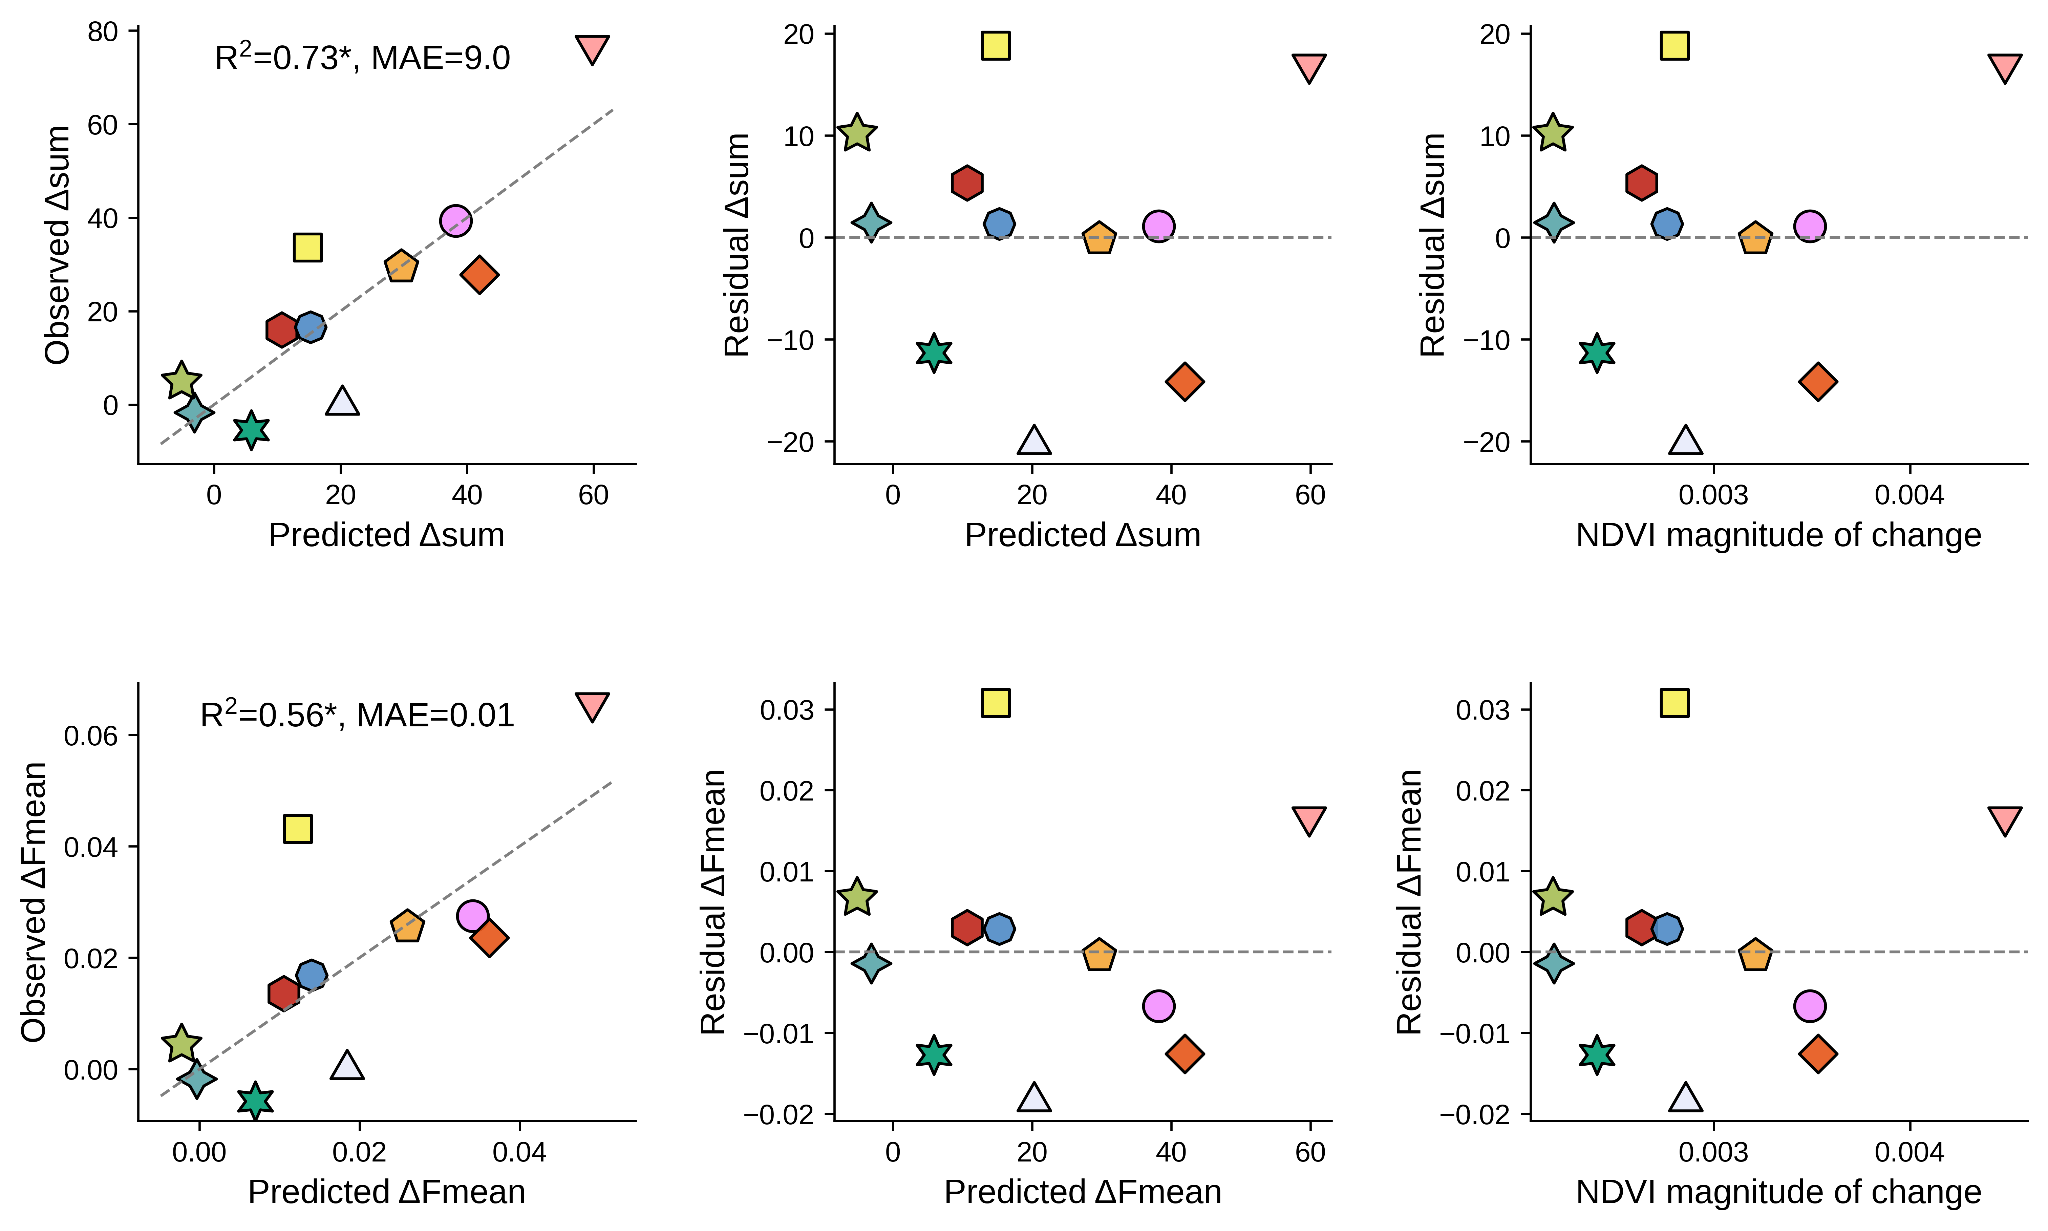 80
60
40
20
0
Observed Δsum
R²=0.73*, MAE=9.0
0 20 40 60
Predicted Δsum
20
10
0
−10
−20
Residual Δsum
0 20 40 60
Predicted Δsum
20
10
0
−10
−20
Residual Δsum
0.003 0.004
NDVI magnitude of change
0.06
0.04
0.02
0.00
Observed ΔFmean
R²=0.56*, MAE=0.01
0.00 0.02 0.04
Predicted ΔFmean
0.03
0.02
0.01
0.00
−0.01
−0.02
Residual ΔFmean
0 20 40 60
Predicted ΔFmean
0.03
0.02
0.01
0.00
−0.01
−0.02
Residual ΔFmean
0.003 0.004
NDVI magnitude of change